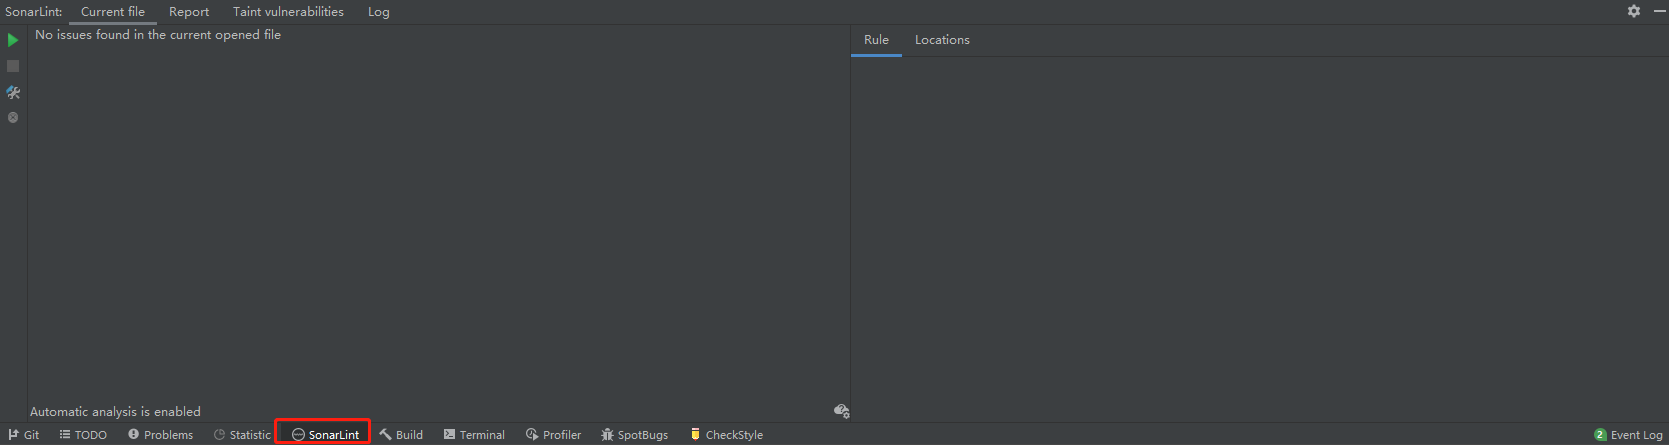 SonarLint: Current file Report Taint vulnerabilities Log
No issues found in the current opened file
Rule Locations
Automatic analysis is enabled
Git TODO Problems Statistic SonarLint Build Terminal Profiler SpotBugs CheckStyle 2 Event Log